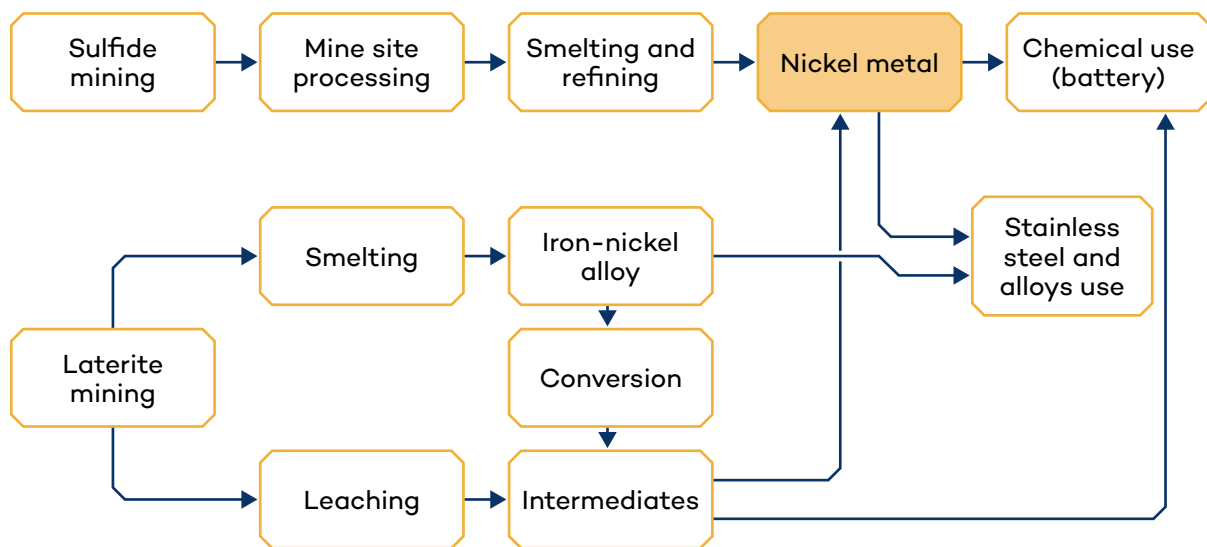 Sulfide
mining
Mine site
processing
Smelting and
refining
Nickel metal
Chemical use
(battery)
Smelting
Iron-nickel
alloy
Stainless
steel and
alloys use
Laterite
mining
Conversion
Leaching
Intermediates